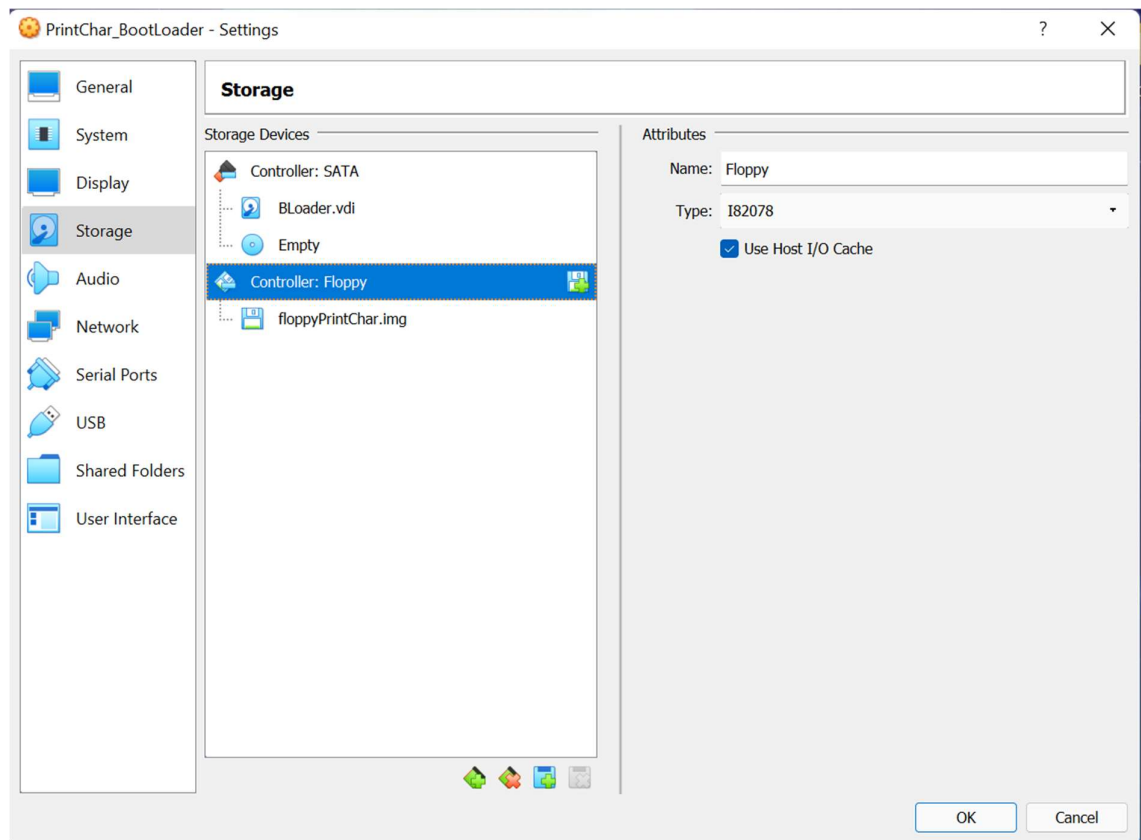 PrintChar_BootLoader - Settings
?
General
System
Display
Storage
Audio
Network
Serial Ports
USB
Shared Folders
User Interface
Storage
Storage Devices
Controller: SATA
BLoader.vdi
Empty
Controller: Floppy
floppyPrintChar.img
Attributes
Name: Floppy
Type: I82078
Use Host I/O Cache
OK Cancel